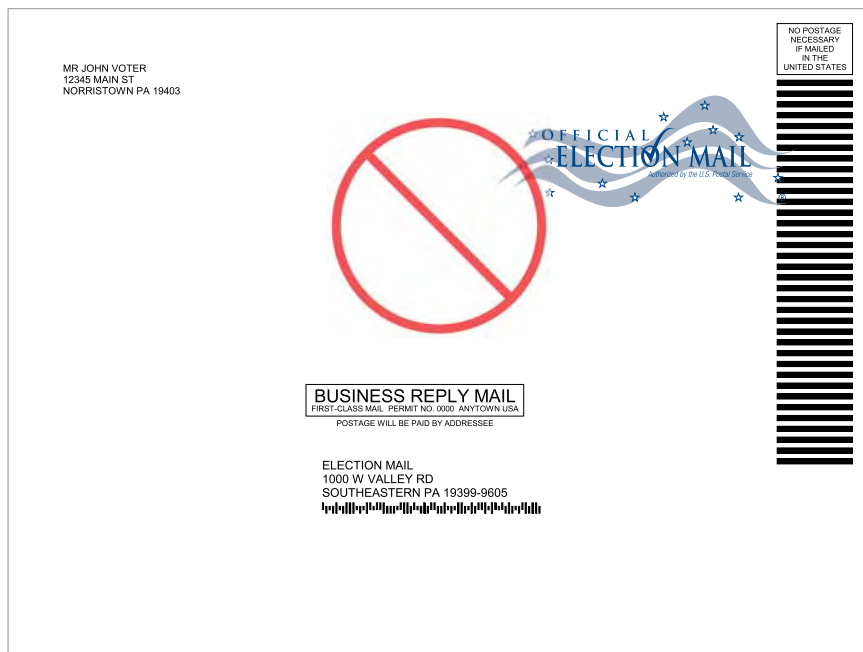 NO POSTAGE
NECESSARY
IF MAILED
IN THE
UNITED STATES
MR JOHN VOTER
12345 MAIN ST
NORRISTOWN PA 19403
OFFICIAL
ELECTION MAIL
Authorized by the U.S. Postal Service
®
BUSINESS REPLY MAIL
FIRST-CLASS MAIL PERMIT NO. 0000 ANYTOWN USA
POSTAGE WILL BE PAID BY ADDRESSEE
ELECTION MAIL
1000 W VALLEY RD
SOUTHEASTERN PA 19399-9605